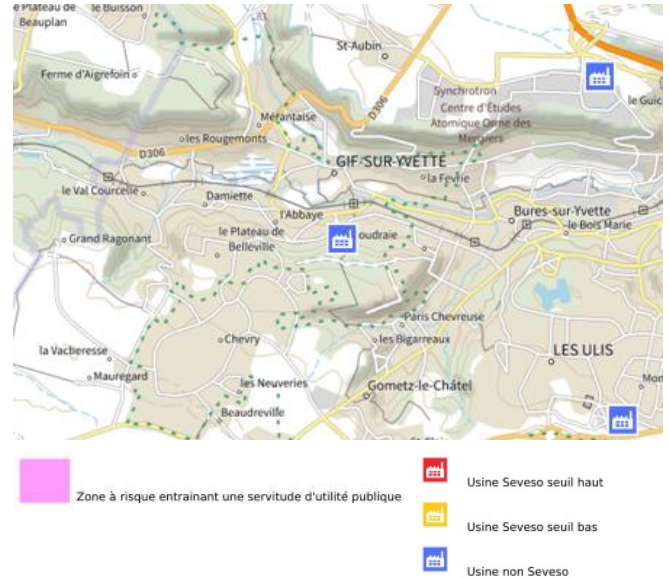 le Plateau de
Beauplan
le Buisson
St-Aubin
Ferme d'Aigrefoin
Synchrotron
le Guic
Centre d'Études
Atomique Orme des
Merisiers
D306
Mérantaise
les Rougemonts
D306
GIF-SUR-YVETTE
la Fevrie
le Val Courcelle
Damiette
l'Abbaye
Bures-sur-Yvette
le Bois Marie
Grand Ragonant
le Plateau de
Belleville
oudraie
Paris Chevreuse
la Vacheresse
Chevry
les Bigarreaux
LES ULIS
Mauregard
les Neuveries
Gometz-le-Châtel
Mon
Beaudreville
Zone à risque entrainant une servitude d'utilité publique
Usine Seveso seuil haut
Usine Seveso seuil bas
Usine non Seveso